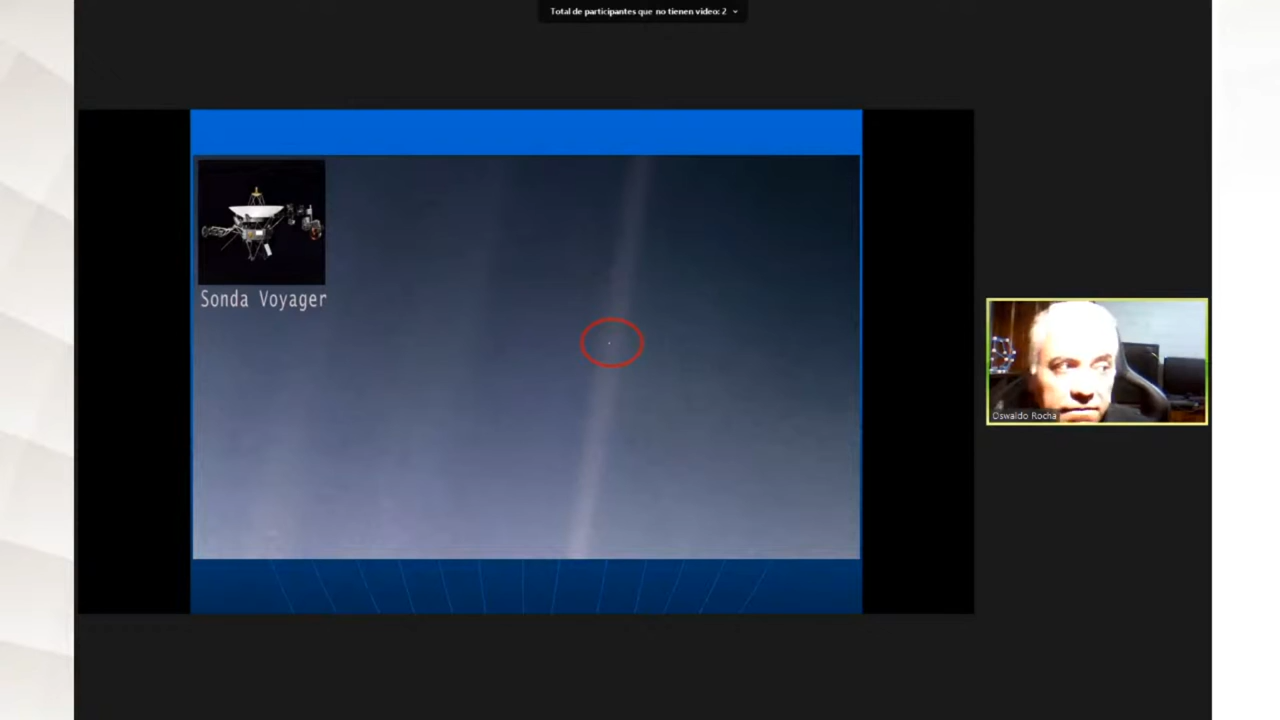 Total de participantes que no tienen video: 2
Sonda Voyager
Oswaldo Rocha